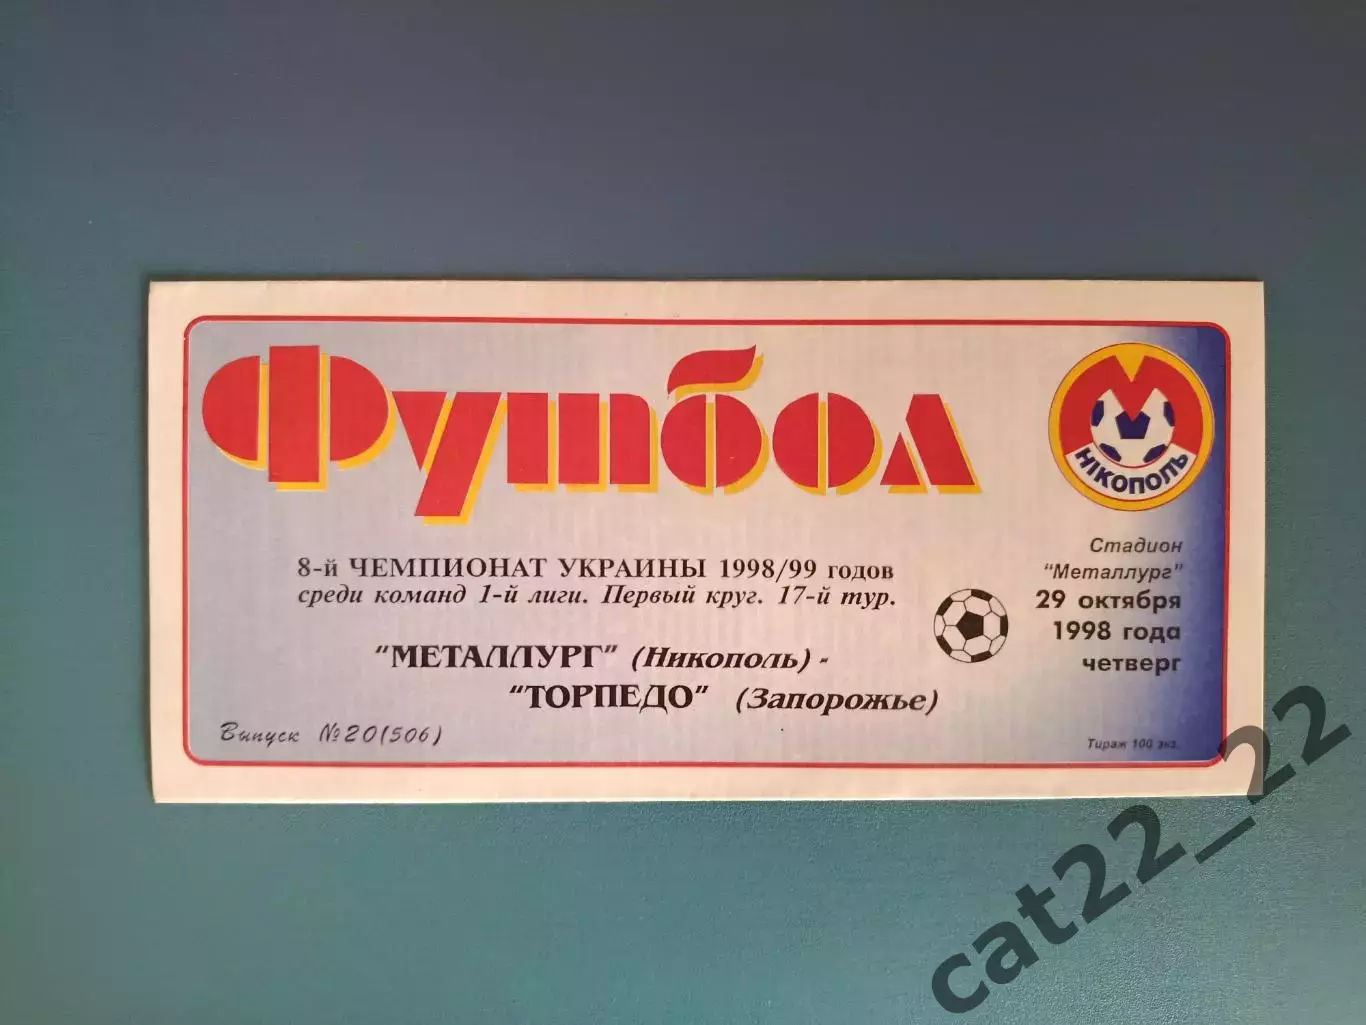 Футбол
М
НІКОПОЛЬ
8-й ЧЕМПИОНАТ УКРАИНЫ 1998/99 годов
среди команд 1-й лиги. Первый круг. 17-й тур.
"МЕТАЛЛУРГ" (Никополь) -
"ТОРПЕДО" (Запорожье)
Стадион
"Металлург"
29 октября
1998 года
четверг
Выпуск №20(506)
Тираж 100 экз.
cat22_22